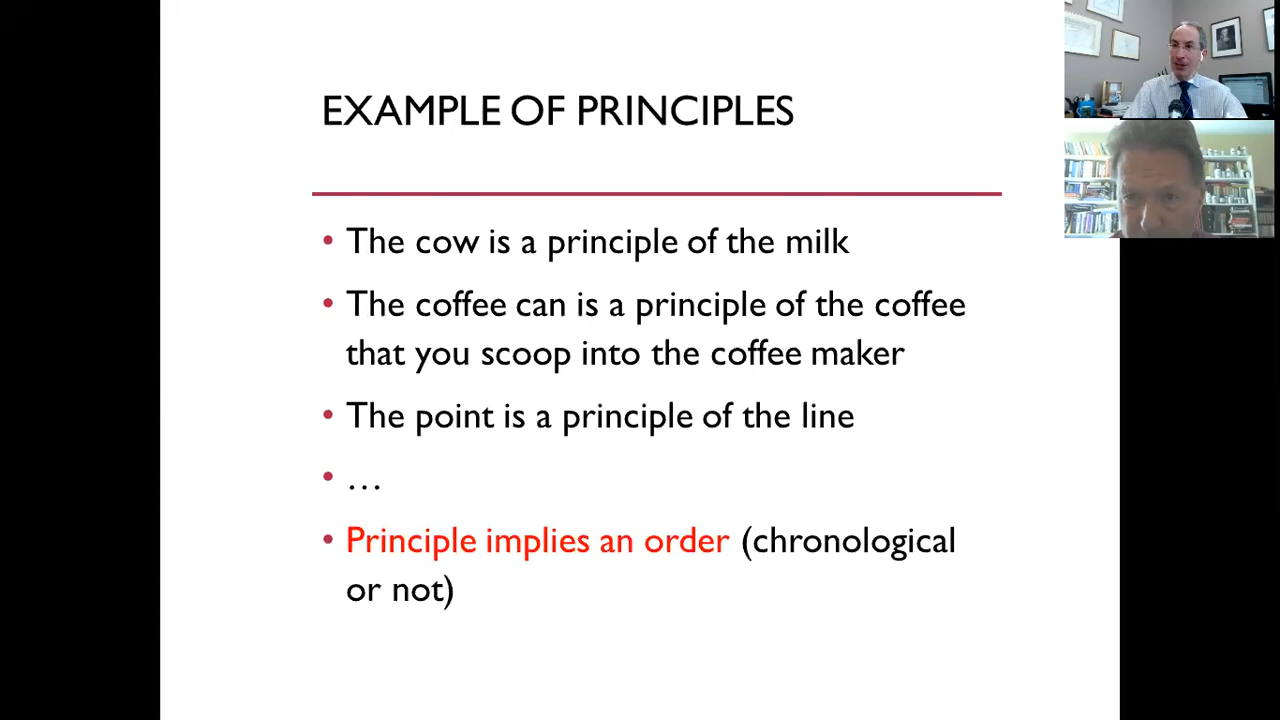 EXAMPLE OF PRINCIPLES
• The cow is a principle of the milk
• The coffee can is a principle of the coffee
that you scoop into the coffee maker
• The point is a principle of the line
• …
• Principle implies an order (chronological
or not)